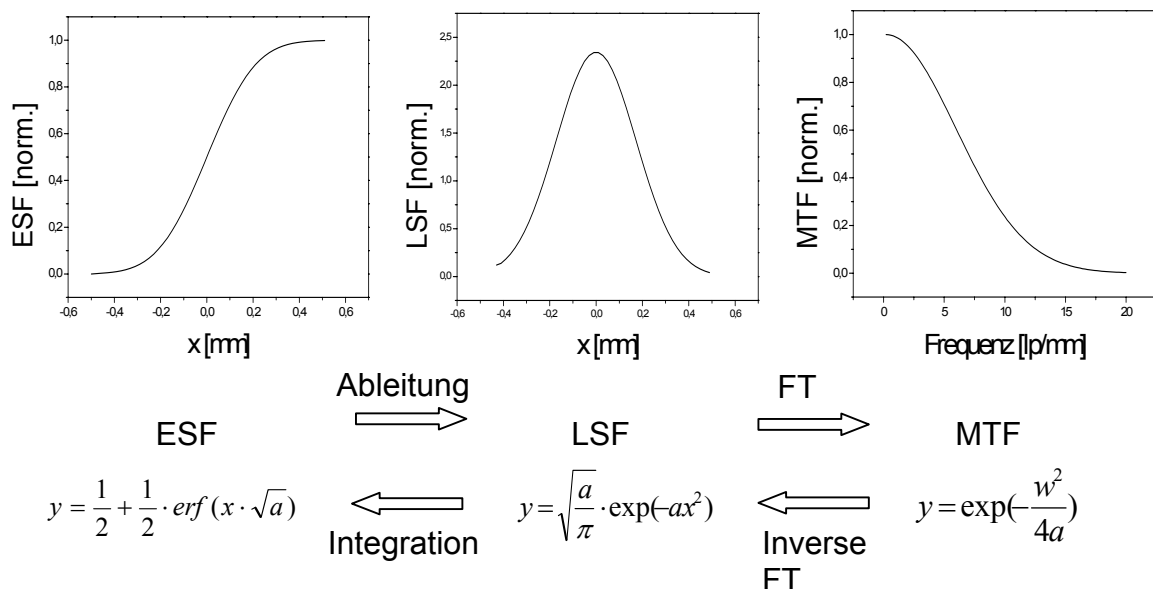 ESF [norm.]
1,0
0,8
0,6
0,4
0,2
0,0
-0,6 -0,4 -0,2 0,0 0,2 0,4 0,6
x [mm]
LSF [norm.]
2,5
2,0
1,5
1,0
0,5
0,0
-0,6 -0,4 -0,2 0,0 0,2 0,4 0,6
x [mm]
MTF [norm.]
1,0
0,8
0,6
0,4
0,2
0,0
0 5 10 15 20
Frequenz [lp/mm]
Ableitung
FT
ESF
LSF
MTF
y = 1/2 + 1/2 · erf (x · √a)
y = √(a/π) · exp(−ax²)
y = exp(−w²/4a)
Integration
Inverse
FT